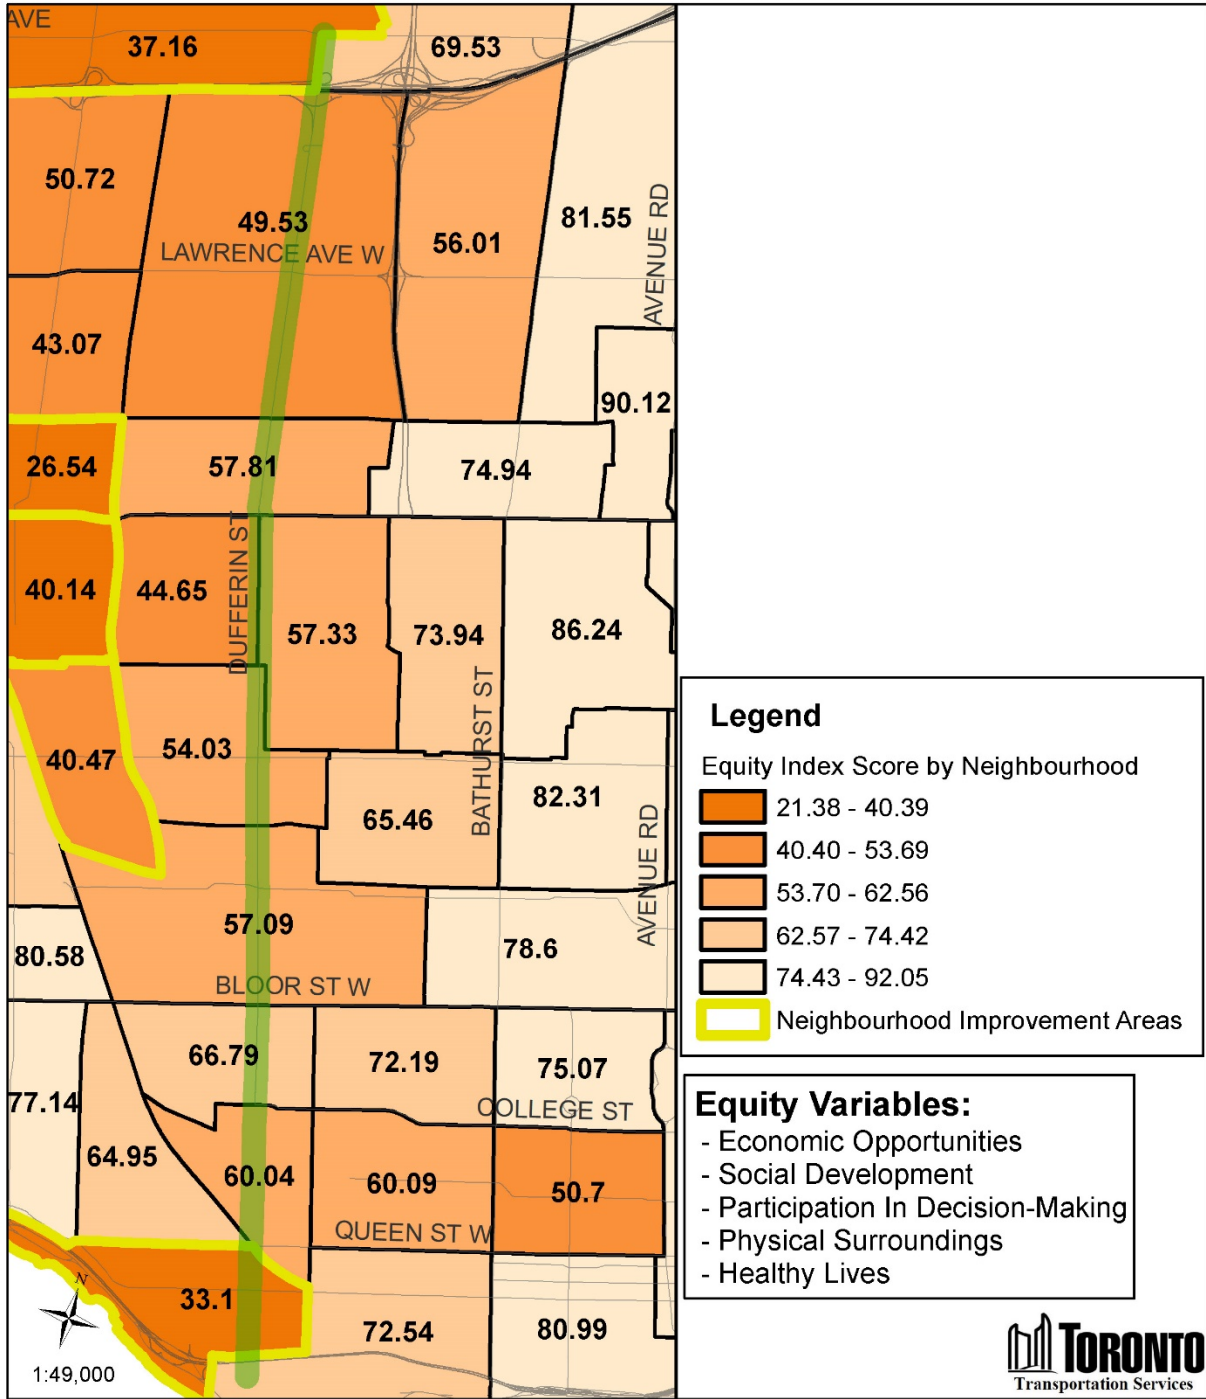 AVE
37.16
69.53
50.72
49.53
LAWRENCE AVE W
56.01
81.55
AVENUE RD
43.07
90.12
26.54
57.81
74.94
DUFFERIN ST
40.14
44.65
57.33
73.94
86.24
BATHURST ST
40.47
54.03
65.46
82.31
AVENUE RD
57.09
80.58
78.6
BLOOR ST W
66.79
72.19
75.07
77.14
COLLEGE ST
64.95
60.04
60.09
50.7
QUEEN ST W
N
33.1
72.54
80.99
1:49,000
Legend
Equity Index Score by Neighbourhood
21.38 - 40.39
40.40 - 53.69
53.70 - 62.56
62.57 - 74.42
74.43 - 92.05
Neighbourhood Improvement Areas
Equity Variables:
- Economic Opportunities
- Social Development
- Participation In Decision-Making
- Physical Surroundings
- Healthy Lives
TORONTO
Transportation Services